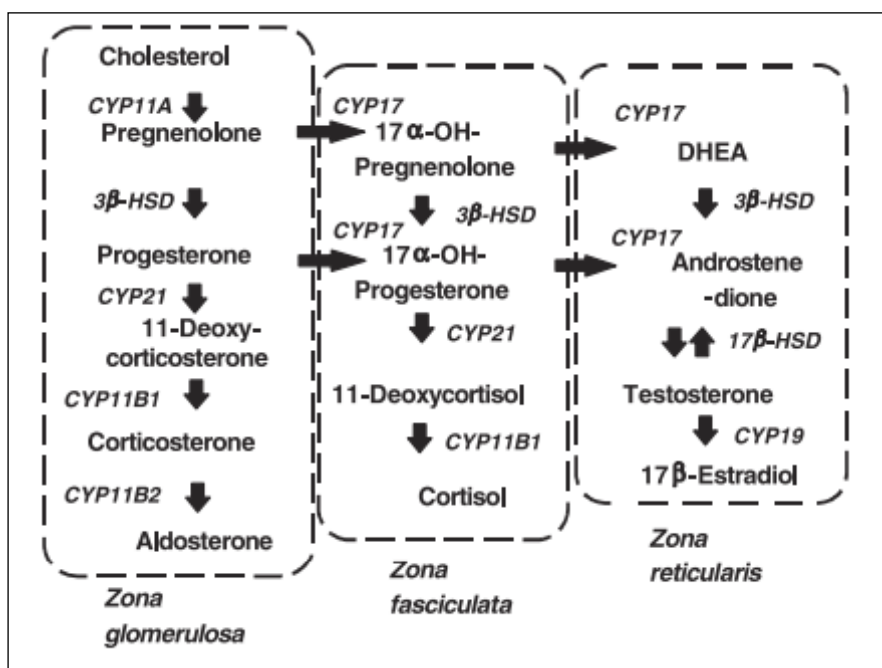 Cholesterol
CYP11A
Pregnenolone
3β-HSD
Progesterone
CYP21
11-Deoxy-
corticosterone
CYP11B1
Corticosterone
CYP11B2
Aldosterone
Zona
glomerulosa
CYP17
17α-OH-
Pregnenolone
3β-HSD
CYP17
17α-OH-
Progesterone
CYP21
11-Deoxycortisol
CYP11B1
Cortisol
Zona
fasciculata
CYP17
DHEA
3β-HSD
CYP17
Androstene
-dione
17β-HSD
Testosterone
CYP19
17β-Estradiol
Zona
reticularis